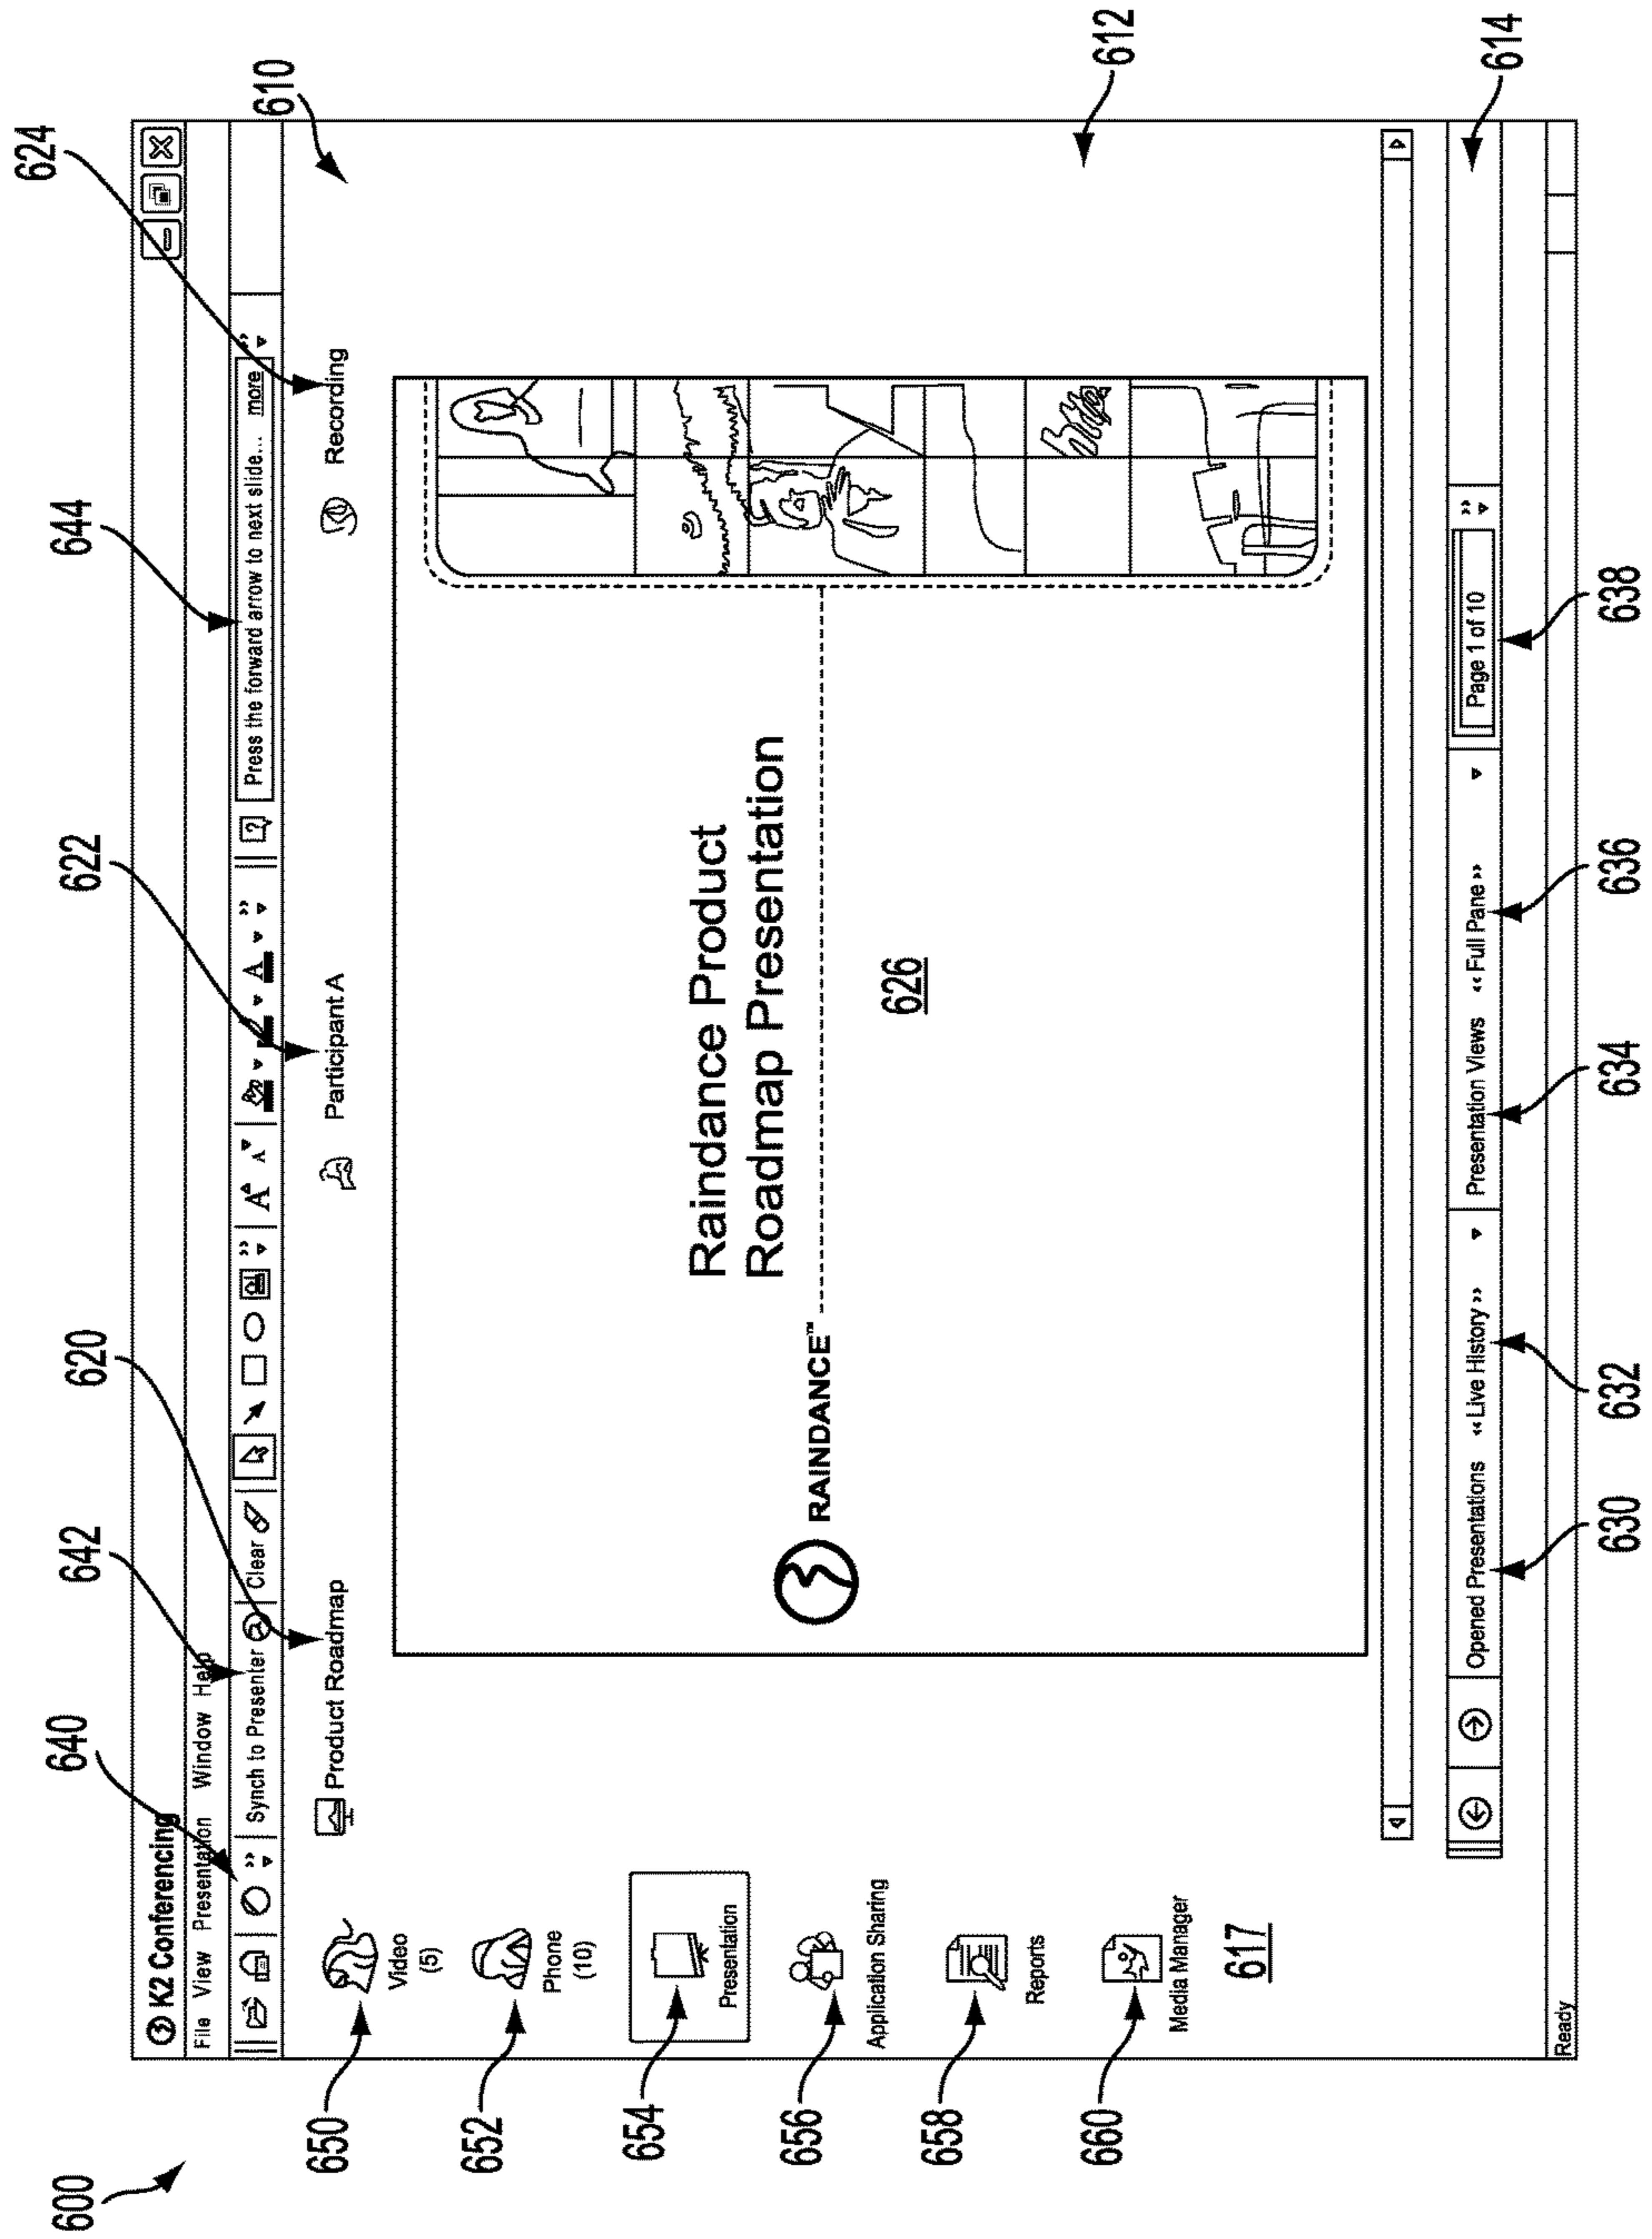 600
640
642
620
622
644
624
610
K2 Conferencing
File View Presentation Window Help
Synch to Presenter
Clear
A A
A
?
Press the forward arrow to next slide... more
Product Roadmap
Participant A
Recording
650
Video
(5)
652
Phone
(10)
654
Presentation
656
Application Sharing
658
Reports
660
Media Manager
617
Raindance Product
Roadmap Presentation
RAINDANCE™
626
612
Opened Presentations ‹‹ Live History ››
Presentation Views ‹‹ Full Pane ››
Page 1 of 10
614
Ready
630
632
634
636
638